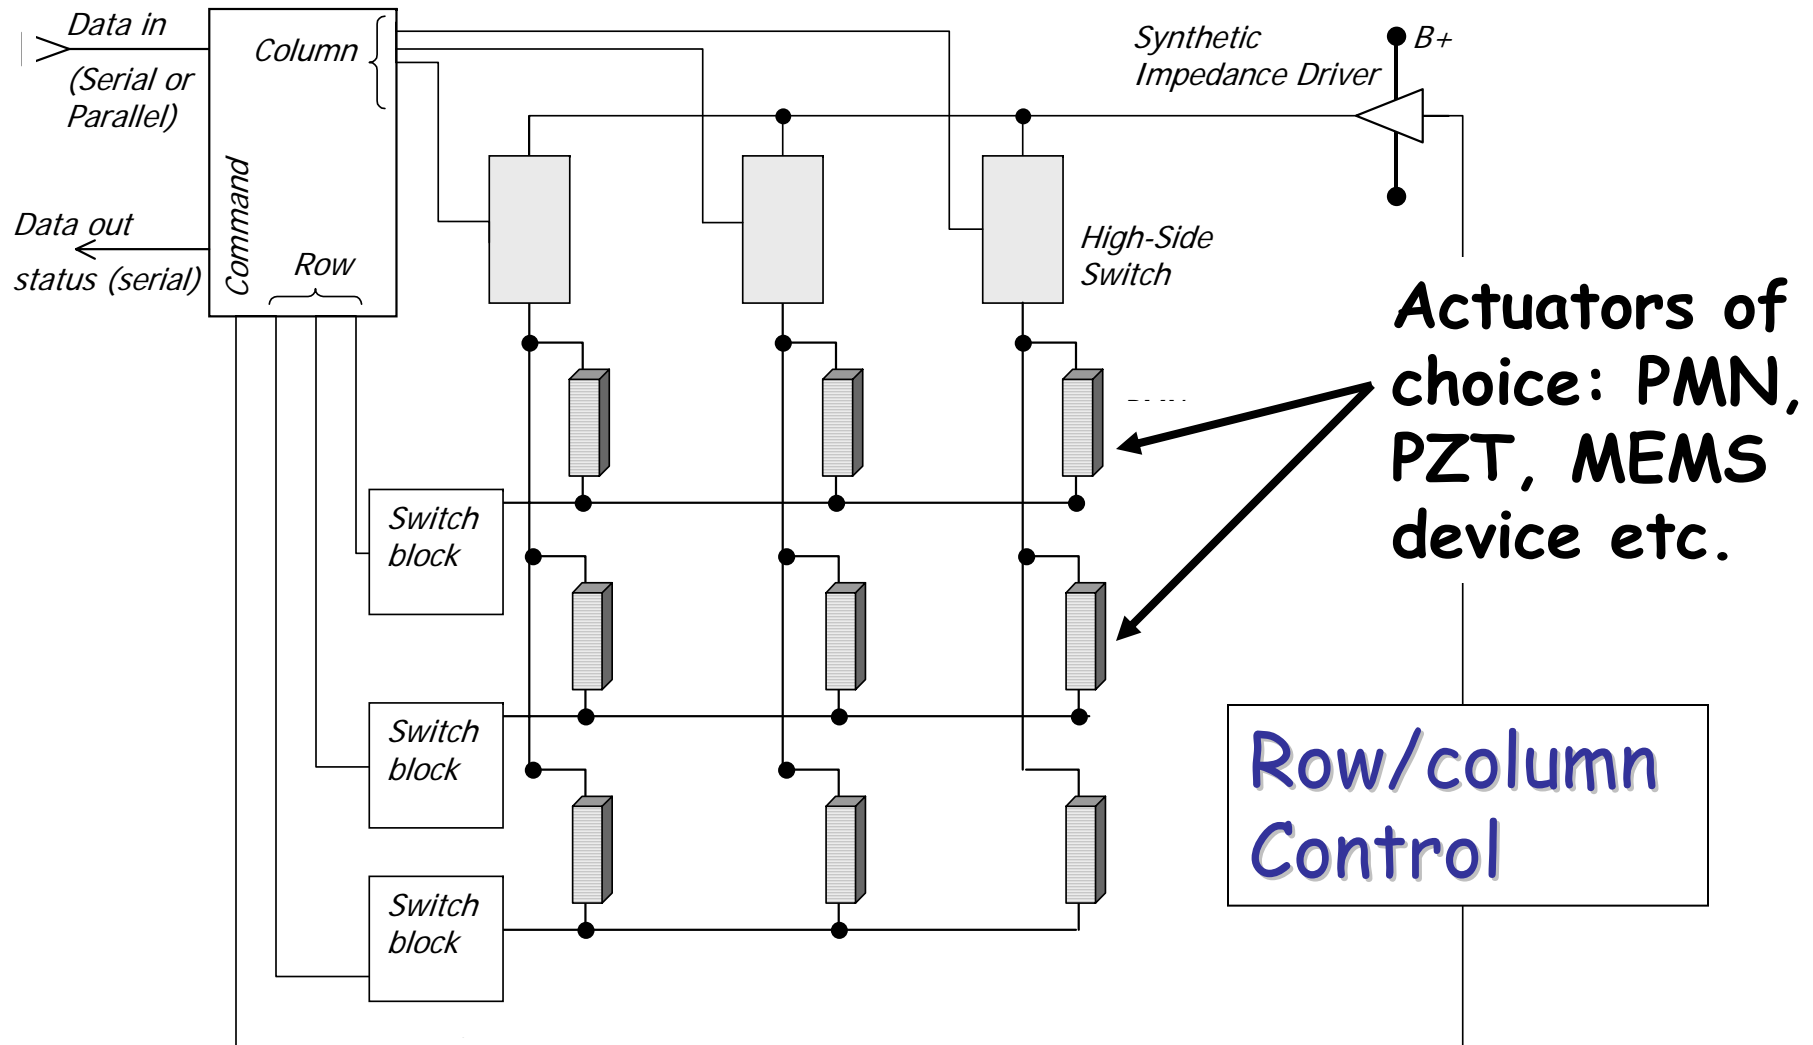 Data in
(Serial or
Parallel)
Column
Command
Row
Data out
status (serial)
Synthetic
Impedance Driver
B+
High-Side
Switch
Actuators of
choice: PMN,
PZT, MEMS
device etc.
Switch
block
Switch
block
Switch
block
Row/column
Control